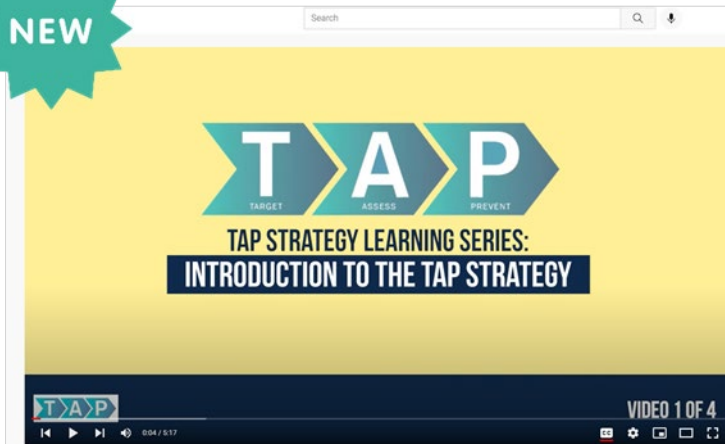 NEW
Search
T A P
TARGET ASSESS PREVENT
TAP STRATEGY LEARNING SERIES:
INTRODUCTION TO THE TAP STRATEGY
TAP
VIDEO 1 OF 4
0:04 / 5:17
CC